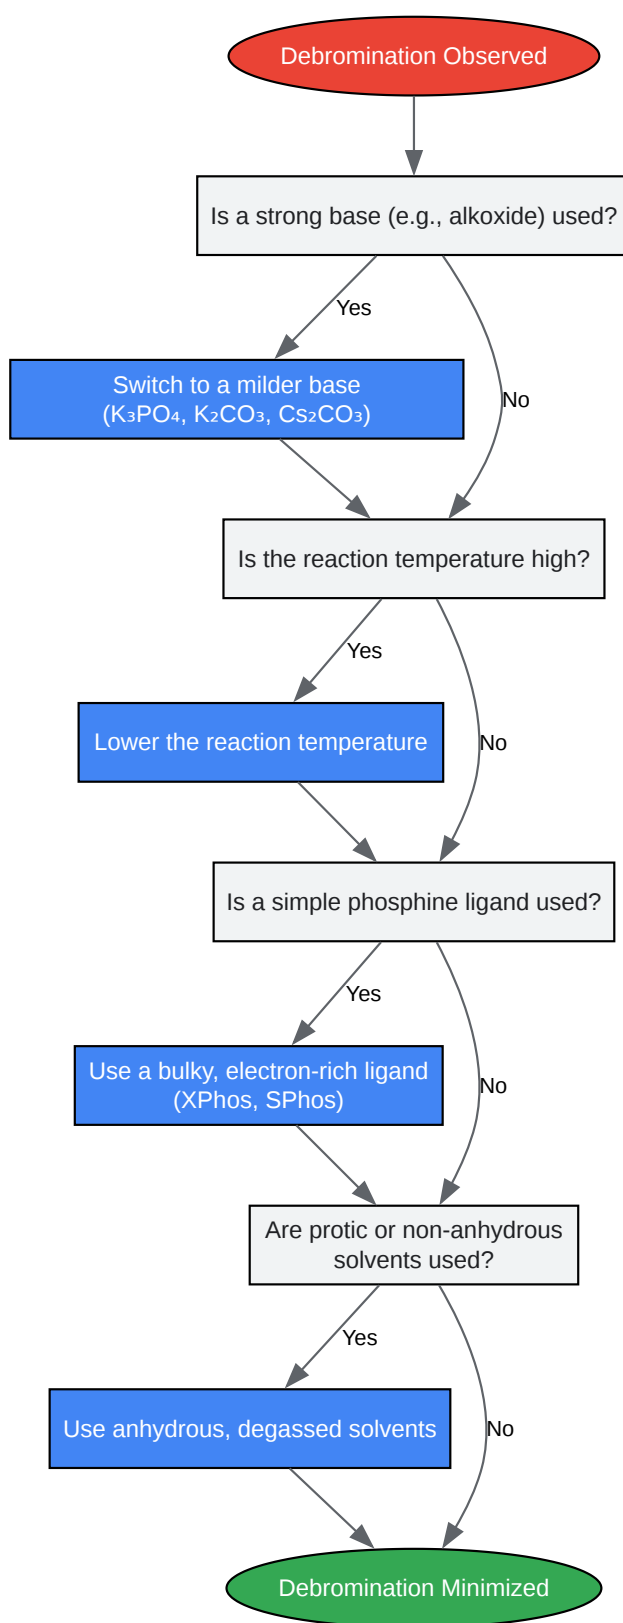 Debromination Observed
Is a strong base (e.g., alkoxide) used?
Yes
Switch to a milder base
(K₃PO₄, K₂CO₃, Cs₂CO₃)
No
Is the reaction temperature high?
Yes
Lower the reaction temperature
No
Is a simple phosphine ligand used?
Yes
Use a bulky, electron-rich ligand
(XPhos, SPhos)
No
Are protic or non-anhydrous
solvents used?
Yes
Use anhydrous, degassed solvents
No
Debromination Minimized